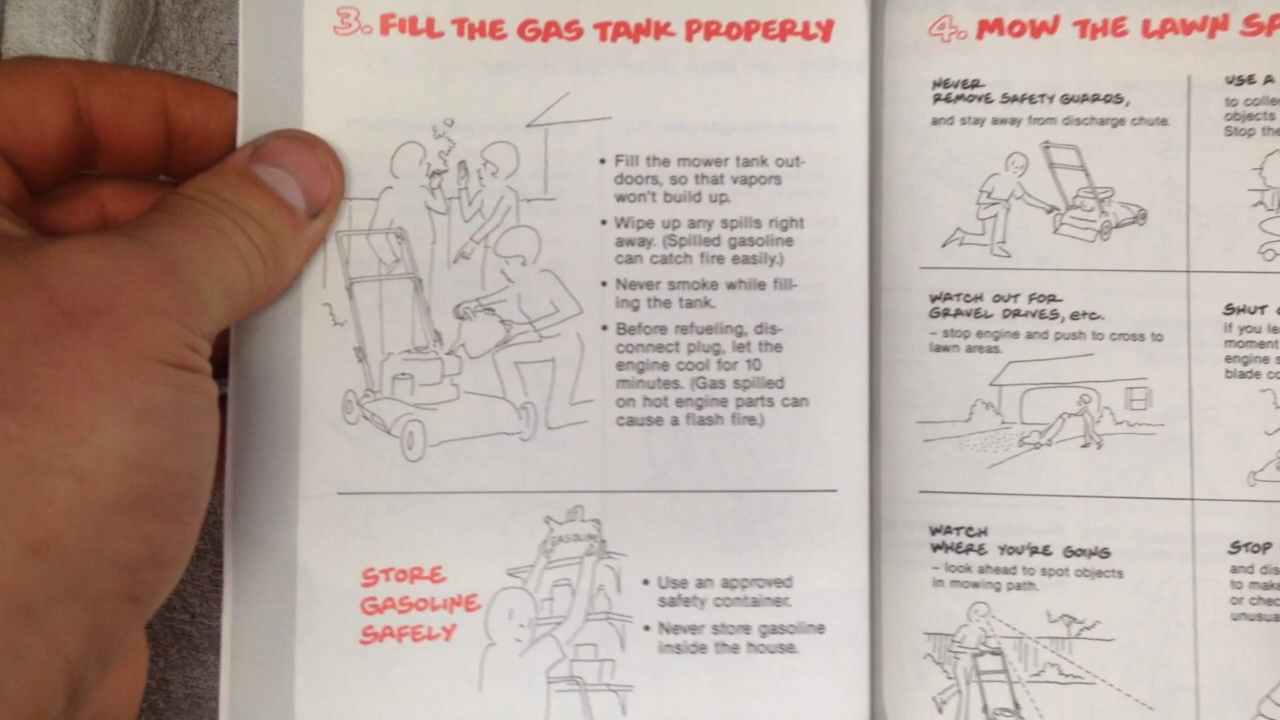 3. FILL THE GAS TANK PROPERLY
• Fill the mower tank out-
doors, so that vapors
won't build up.
• Wipe up any spills right
away. (Spilled gasoline
can catch fire easily.)
• Never smoke while fill-
ing the tank.
• Before refueling, dis-
connect plug, let the
engine cool for 10
minutes. (Gas spilled
on hot engine parts can
cause a flash fire.)
GASOLINE
STORE
GASOLINE
SAFELY
• Use an approved
safety container.
• Never store gasoline
inside the house.
4. MOW THE LAWN
NEVER
REMOVE SAFETY GUARDS,
and stay away from discharge chute.
WATCH OUT FOR
GRAVEL DRIVES, etc.
– stop engine and push to cross to
lawn areas.
WATCH
WHERE YOU'RE GOING
– look ahead to spot objects
in mowing path.
USE A
to colle
objects
Stop the
SHUT
If you le
moment
engine
blade co
STOP
and dis
to make
or chec
unusua